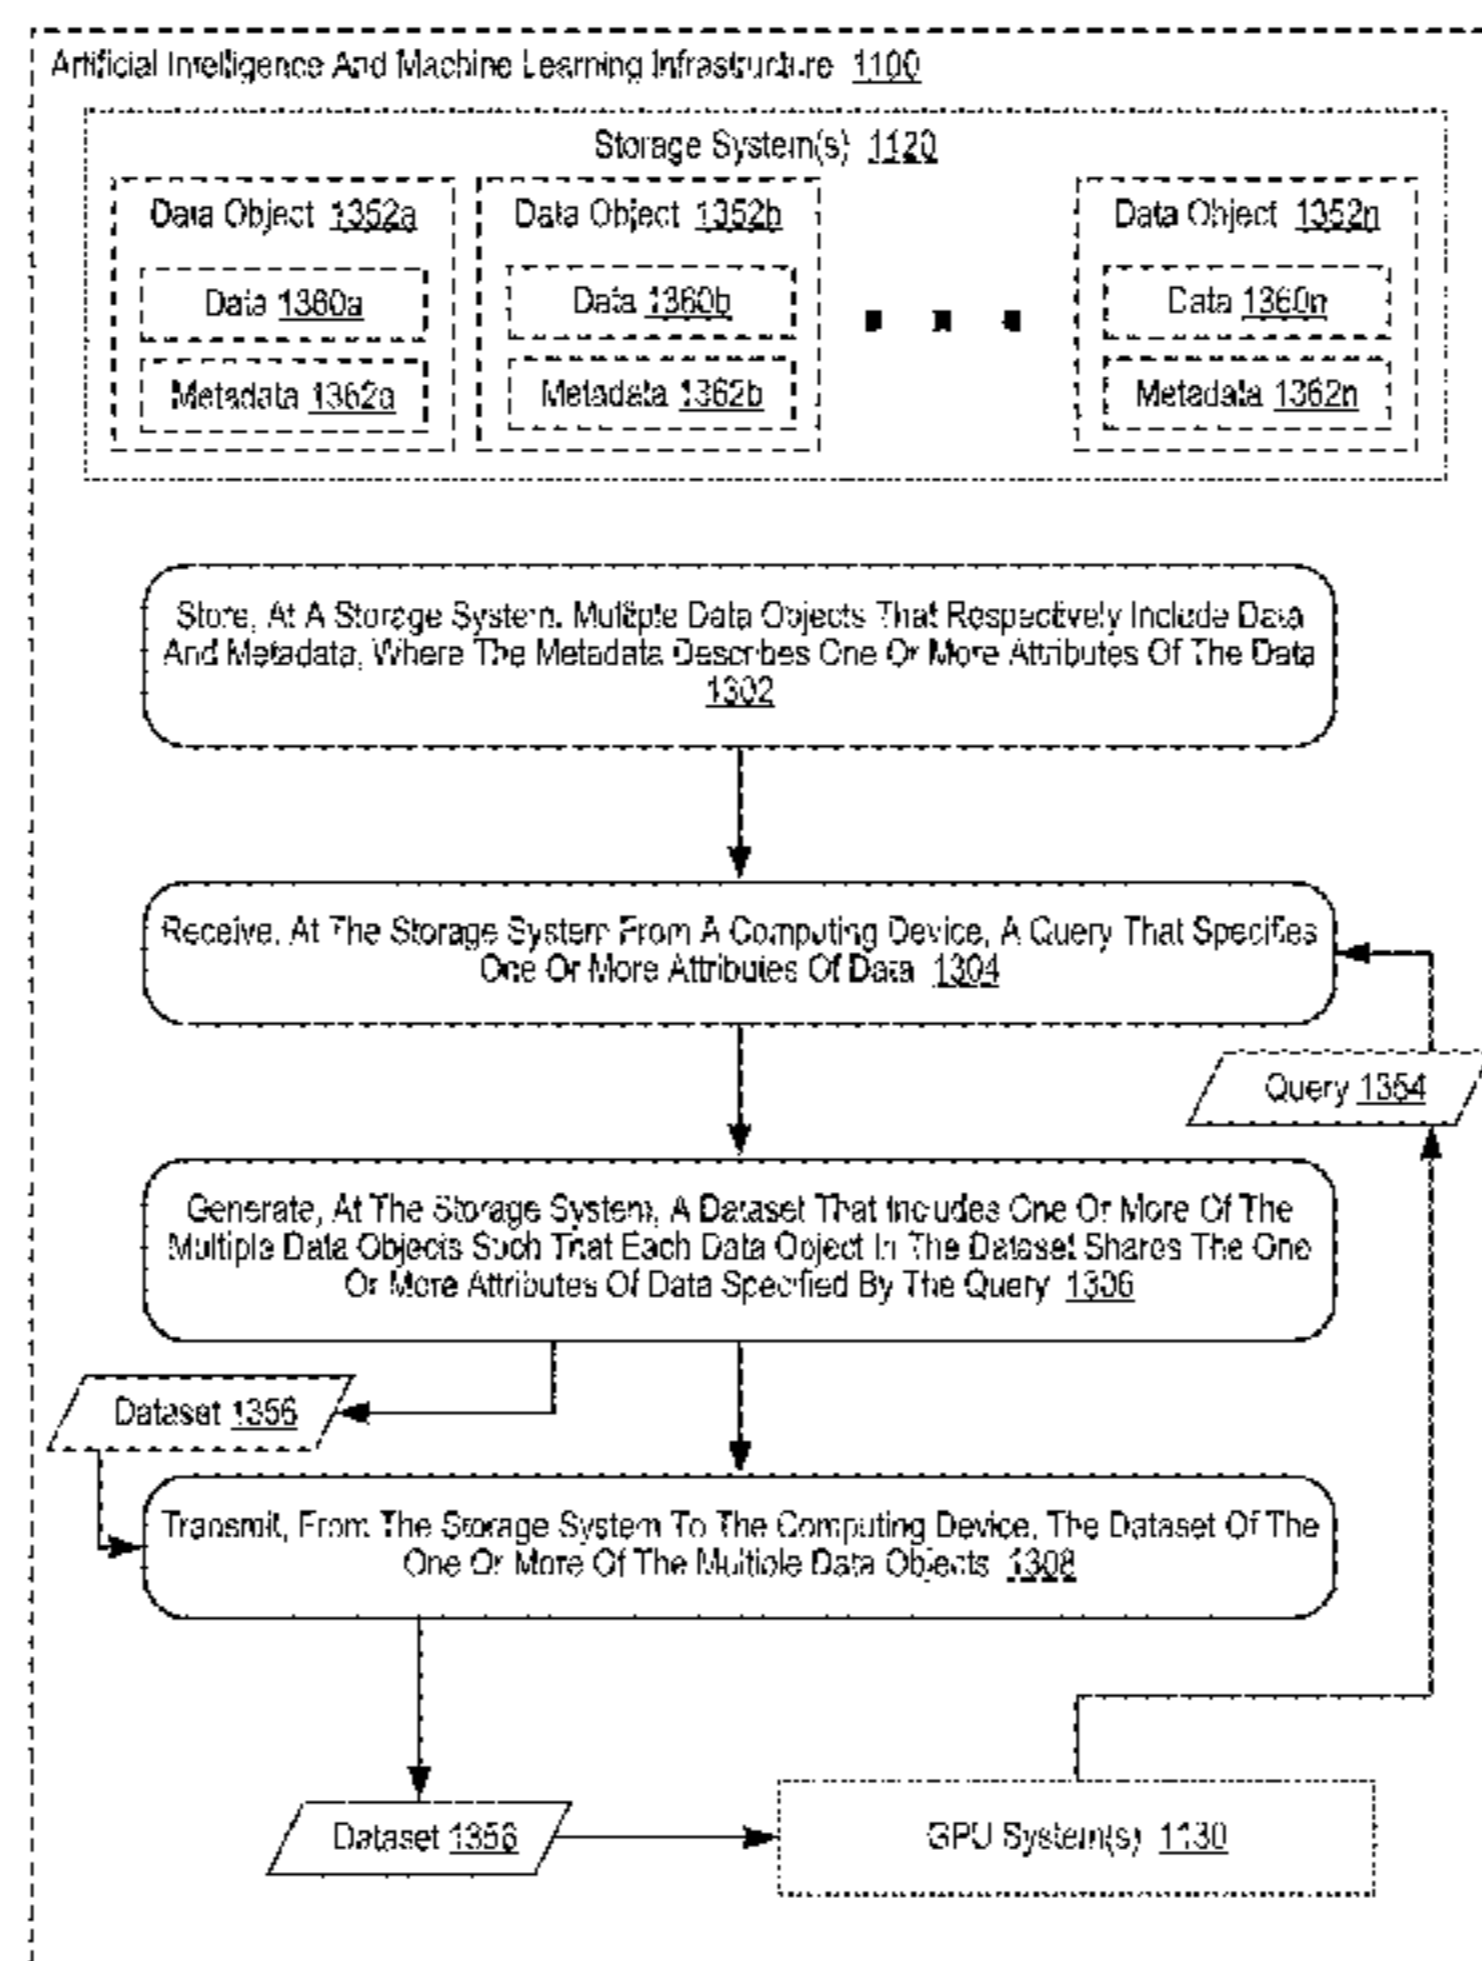 Artificial Intelligence And Machine Learning Infrastructure 1100
Storage System(s) 1120
Data Object 1352a
Data Object 1352b
Data Object 1352n
Data 1360a
Data 1360b
Data 1360n
Metadata 1362a
Metadata 1362b
Metadata 1362n
Store, At A Storage System, Multiple Data Objects That Respectively Include Data
And Metadata, Where The Metadata Describes One Or More Attributes Of The Data
1302
Receive, At The Storage System From A Computing Device, A Query That Specifies
One Or More Attributes Of Data 1304
Query 1354
Generate, At The Storage System, A Dataset That Includes One Or More Of The
Multiple Data Objects Such That Each Data Object In The Dataset Shares The One
Or More Attributes Of Data Specified By The Query 1306
Dataset 1356
Transmit, From The Storage System To The Computing Device, The Dataset Of The
One Or More Of The Multiple Data Objects 1308
Dataset 1356
GPU System(s) 1130